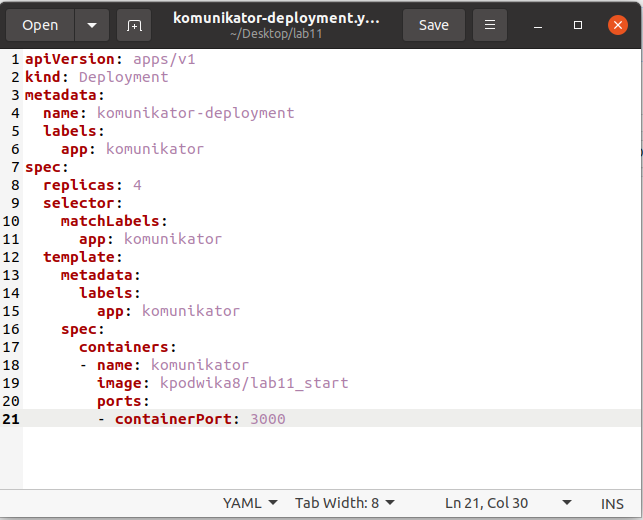 Open
komunikator-deployment.y...
~/Desktop/lab11
Save
1 apiVersion: apps/v1
2 kind: Deployment
3 metadata:
4   name: komunikator-deployment
5   labels:
6     app: komunikator
7 spec:
8   replicas: 4
9   selector:
10     matchLabels:
11       app: komunikator
12   template:
13     metadata:
14       labels:
15         app: komunikator
16     spec:
17       containers:
18       - name: komunikator
19         image: kpodwika8/lab11_start
20         ports:
21         - containerPort: 3000
YAML Tab Width: 8 Ln 21, Col 30 INS